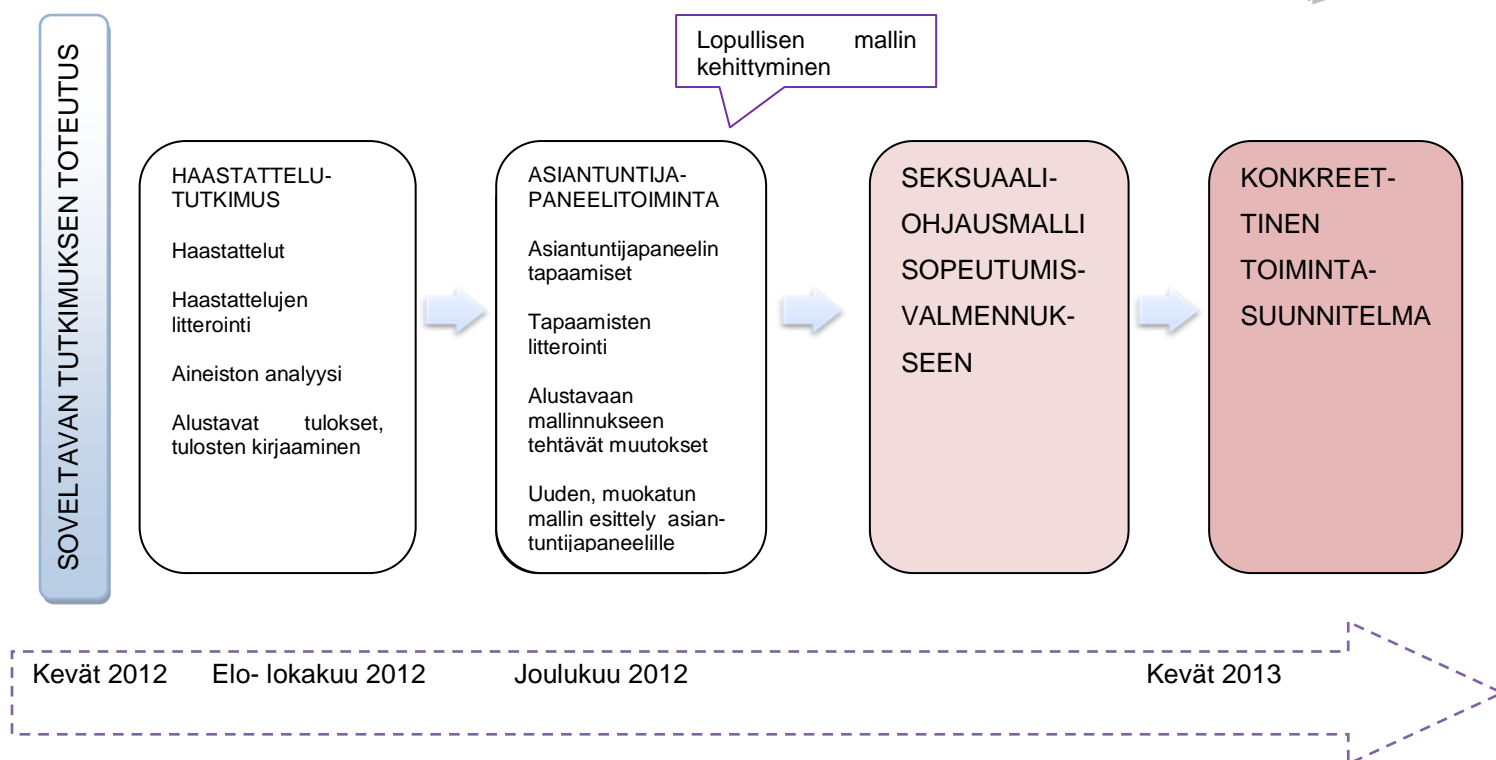 SOVELTAVAN TUTKIMUKSEN TOTEUTUS
Lopullisen mallin
kehittyminen
HAASTATTELU-
TUTKIMUS
Haastattelut
Haastattelujen
litterointi
Aineiston analyysi
Alustavat tulokset,
tulosten kirjaaminen
ASIANTUNTIJA-
PANEELITOIMINTA
Asiantuntijapaneelin
tapaamiset
Tapaamisten
litterointi
Alustavaan
mallinnukseen
tehtävät muutokset
Uuden, muokatun
mallin esittely asian-
tuntijapaneelille
SEKSUAALI-
OHJAUSMALLI
SOPEUTUMIS-
VALMENNUK-
SEEN
KONKREET-
TINEN
TOIMINTA-
SUUNNITELMA
Kevät 2012 Elo- lokakuu 2012 Joulukuu 2012 Kevät 2013